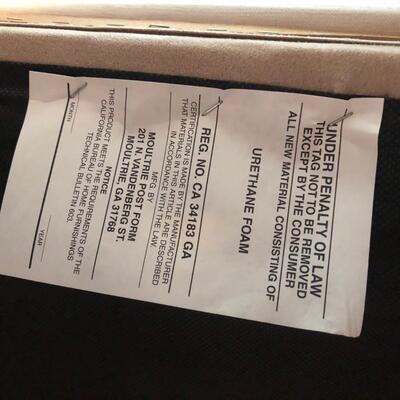 UNDER PENALTY OF LAW
THIS TAG NOT TO BE REMOVED
EXCEPT BY THE CONSUMER
ALL NEW MATERIAL CONSISTING OF
URETHANE FOAM
REG. NO. CA 34183 GA
CERTIFICATION IS MADE BY THE MANUFACTURER
THAT MATERIALS IN THIS ARTICLE ARE DESCRIBED
IN ACCORDANCE WITH THE LAW.
MFG BY
MOULTRIE POST FORM
201 N. VANDENBERG ST.
MOULTRIE, GA 31768
NOTICE
THIS PRODUCT MEETS THE REQUIREMENTS OF
CALIFORNIA BUREAU OF HOME FURNISHINGS
TECHNICAL BULLETIN 603.
MONTH
YEAR